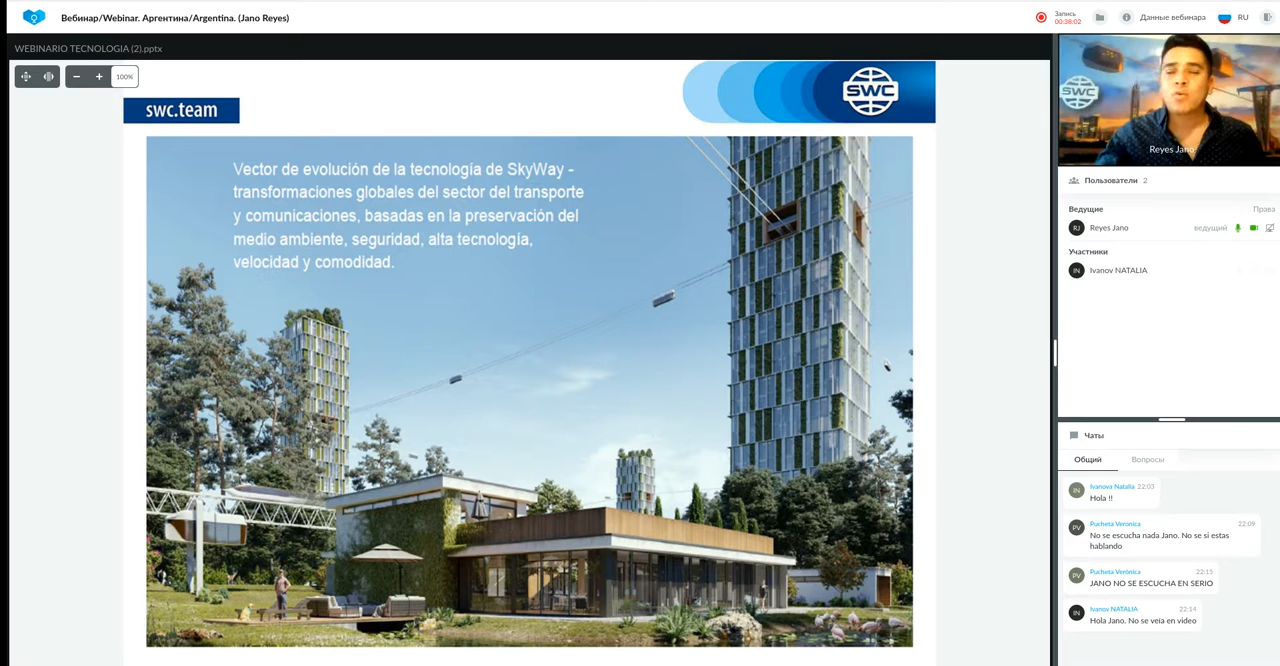 Вебинар/Webinar. Аргентина/Argentina. (Jano Reyes)
Запись
00:38:02
Данные вебинара
RU
WEBINARIO TECNOLOGIA (2).pptx
100%
swc.team
SWC
Vector de evolución de la tecnología de SkyWay -
transformaciones globales del sector del transporte
y comunicaciones, basadas en la preservación del
medio ambiente, seguridad, alta tecnología,
velocidad y comodidad.
SWC
Reyes Jano
Пользователи 2
Ведущие Права
RJ Reyes Jano ведущий
Участники
IN Ivanov NATALIA
Чаты
Общий Вопросы
IN Ivanova Natalia 22:03
Hola !!
PV Pucheta Veronica 22:09
No se escucha nada Jano. No se si estas
hablando
PV Pucheta Verónica 22:15
JANO NO SE ESCUCHA EN SERIO
IN Ivanov NATALIA 22:14
Hola Jano. No se veía en video